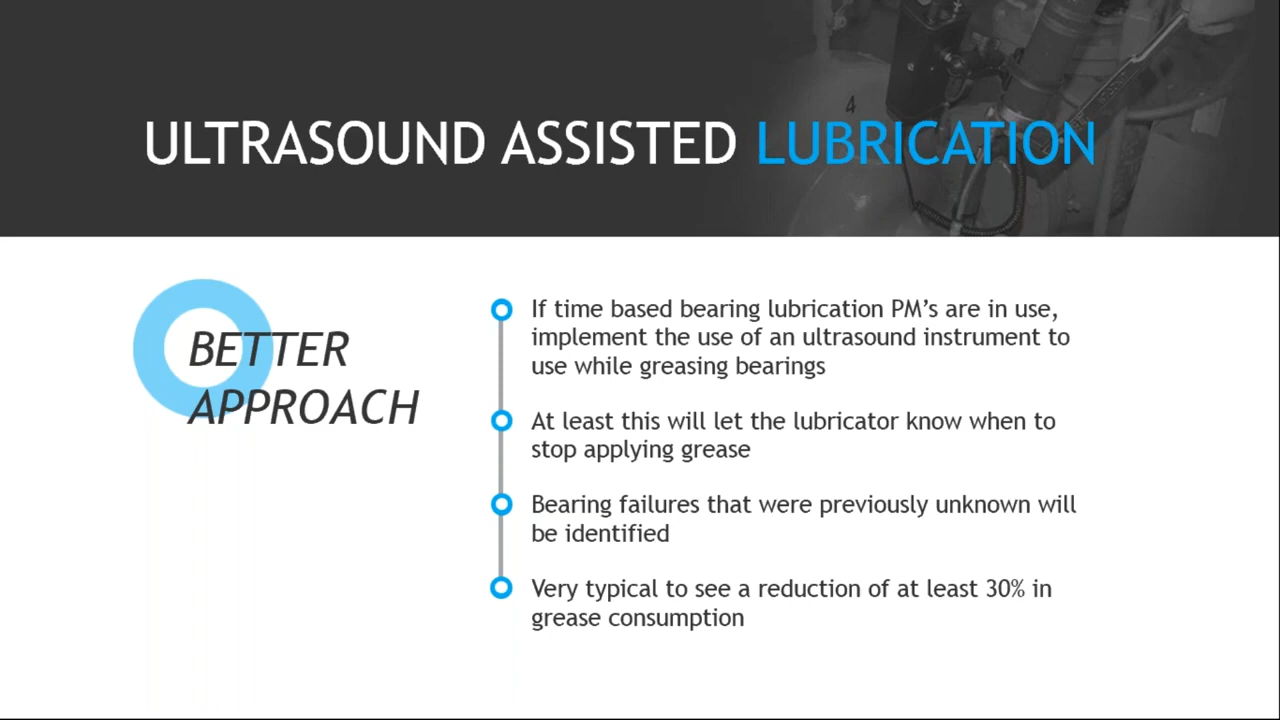 4
ULTRASOUND ASSISTED LUBRICATION
BETTER
APPROACH
If time based bearing lubrication PM’s are in use,
implement the use of an ultrasound instrument to
use while greasing bearings
At least this will let the lubricator know when to
stop applying grease
Bearing failures that were previously unknown will
be identified
Very typical to see a reduction of at least 30% in
grease consumption